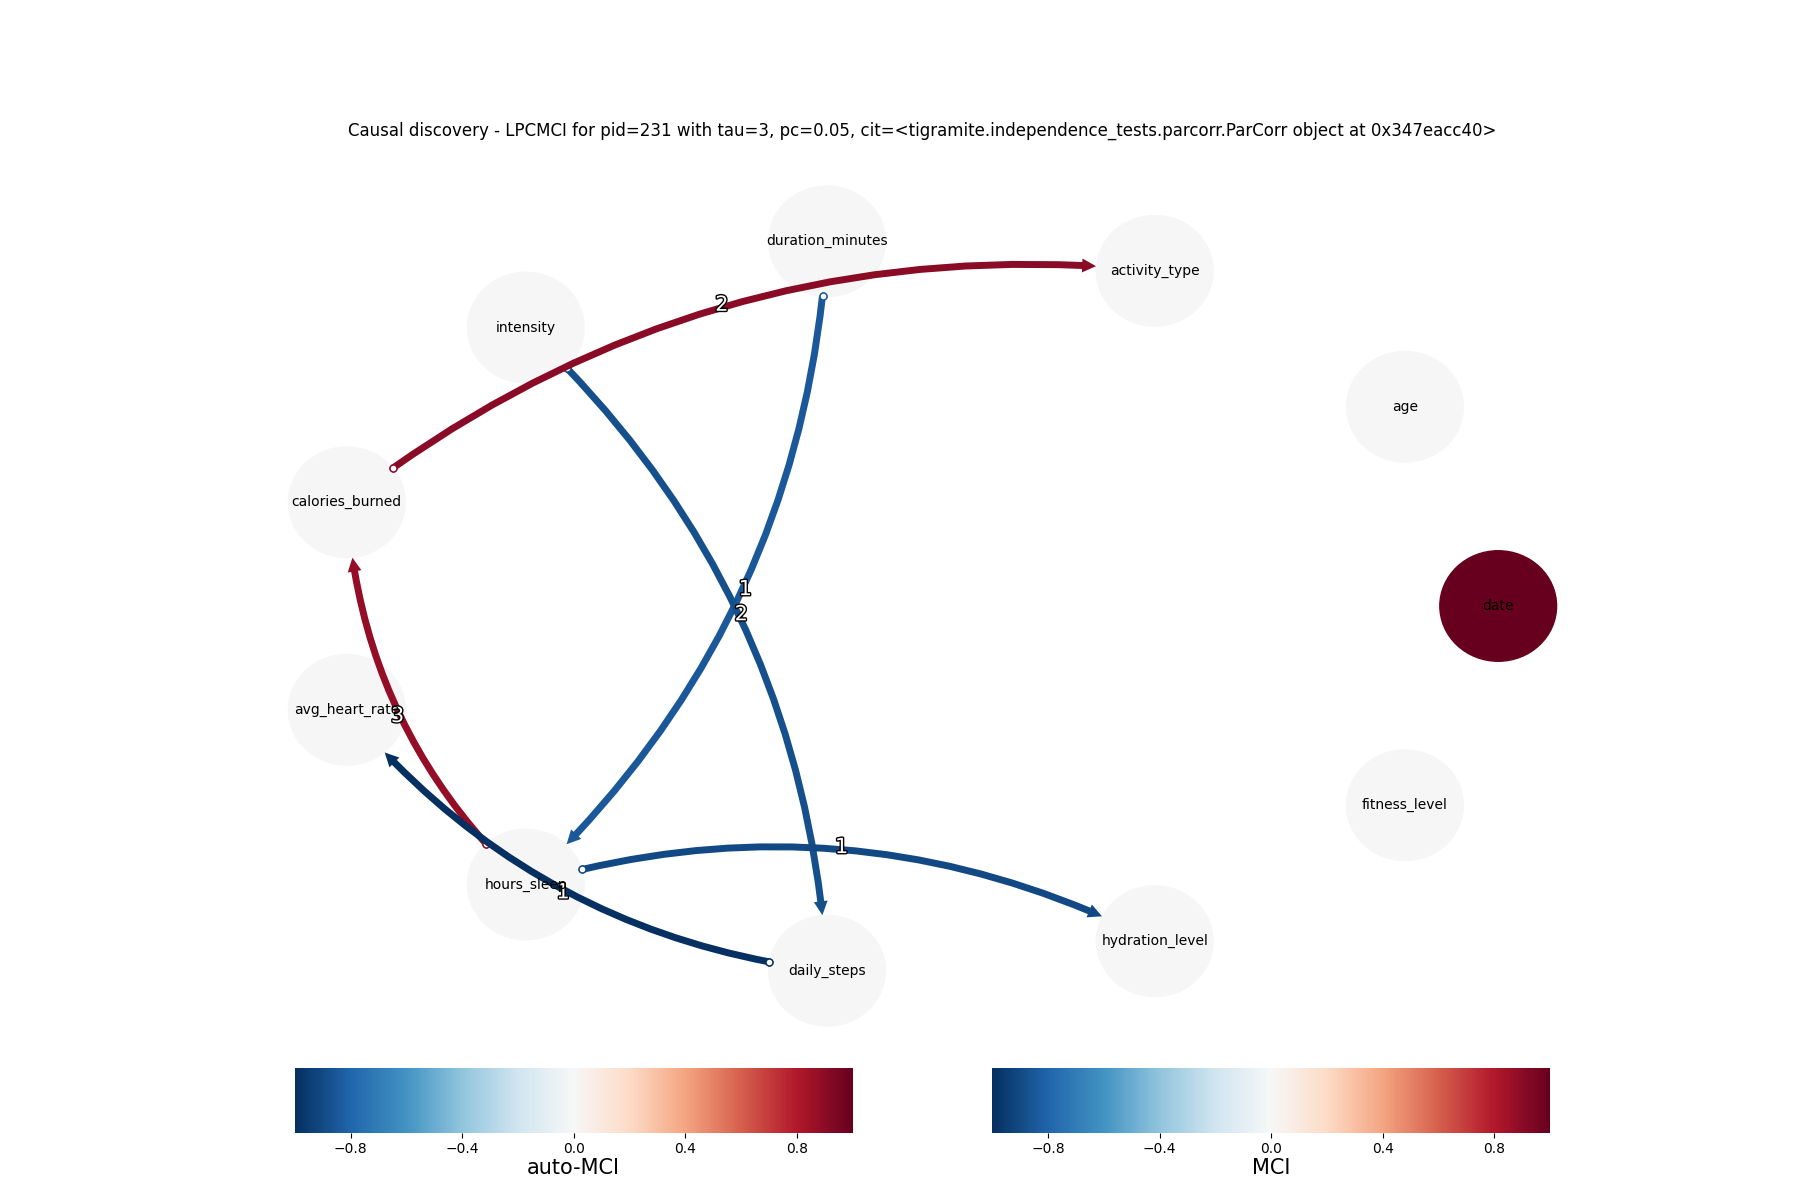 Causal discovery - LPCMCI for pid=231 with tau=3, pc=0.05, cit=<tigramite.independence_tests.parcorr.ParCorr object at 0x347eacc40>
duration_minutes
activity_type
2
intensity
age
calories_burned
1
date
2
avg_heart_rate
3
fitness_level
1
hours_sleep
1
hydration_level
daily_steps
−0.8 −0.4 0.0 0.4 0.8
auto-MCI
−0.8 −0.4 0.0 0.4 0.8
MCI